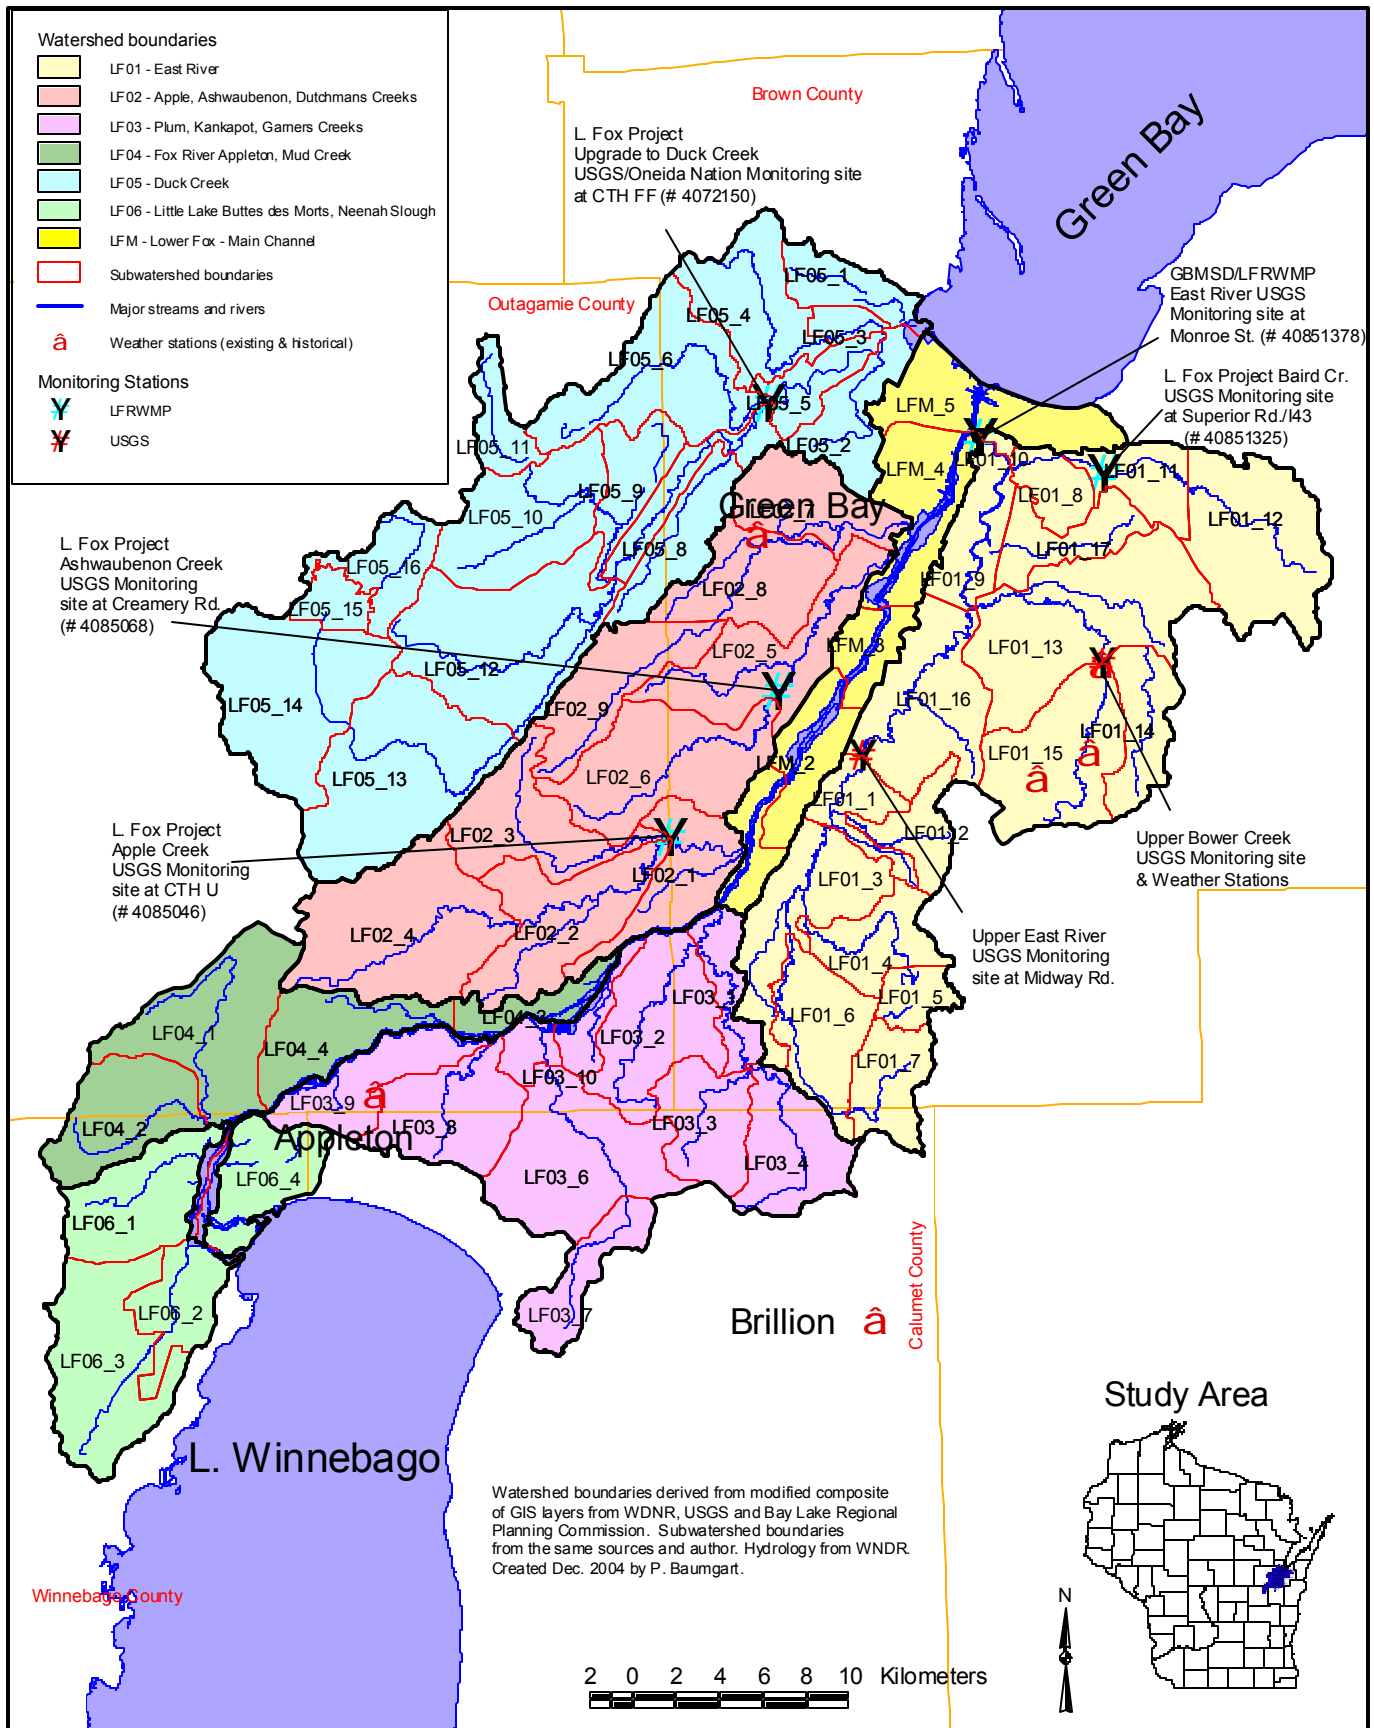 Watershed boundaries
LF01 - East River
LF02 - Apple, Ashwaubenon, Dutchmans Creeks
LF03 - Plum, Kankapot, Garners Creeks
LF04 - Fox River Appleton, Mud Creek
LF05 - Duck Creek
LF06 - Little Lake Buttes des Morts, Neenah Slough
LFM - Lower Fox - Main Channel
Subwatershed boundaries
Major streams and rivers
â Weather stations (existing & historical)
Monitoring Stations
LFRWMP
USGS
Brown County
L. Fox Project
Upgrade to Duck Creek
USGS/Oneida Nation Monitoring site
at CTH FF (# 4072150)
Green Bay
GBMSD/LFRWMP
East River USGS
Monitoring site at
Monroe St. (# 40851378)
L. Fox Project Baird Cr.
USGS Monitoring site
at Superior Rd./I43
(# 40851325)
Outagamie County
LF05_1
LF05_4
LF05_3
LF05_6
LF05_5
LF05_2
LF05_11
LF05_9
LF05_10
LF05_8
LF05_16
LF05_15
LF05_12
LF05_14
LF05_13
LFM_5
LFM_4
LF01_10
LF01_11
LF01_8
LF01_12
LF01_17
LF01_9
Green Bay
â
LF02_8
L. Fox Project
Ashwaubenon Creek
USGS Monitoring
site at Creamery Rd.
(# 4085068)
LF02_5
LFM_3
LF01_13
â
LF02_9
LF01_16
LF01_14
LF01_15
â
â
LF02_6
LFM_2
LF01_1
LF01_2
LF02_3
L. Fox Project
Apple Creek
USGS Monitoring
site at CTH U
(# 4085046)
LF02_1
LF01_3
Upper Bower Creek
USGS Monitoring site
& Weather Stations
LF02_4
LF02_2
LF01_4
Upper East River
USGS Monitoring
site at Midway Rd.
LF03_1
LF01_5
LF01_6
LF04_3
LF04_1
LF04_4
LF03_2
LF01_7
LF03_10
LF03_9
â
LF04_2
Appleton
LF03_8
LF03_3
LF03_4
LF06_4
LF03_6
LF06_1
LF06_2
LF03_7
LF06_3
Brillion â
Calumet County
Study Area
L. Winnebago
Watershed boundaries derived from modified composite
of GIS layers from WDNR, USGS and Bay Lake Regional
Planning Commission. Subwatershed boundaries
from the same sources and author. Hydrology from WNDR.
Created Dec. 2004 by P. Baumgart.
Winnebago County
N
2 0 2 4 6 8 10 Kilometers